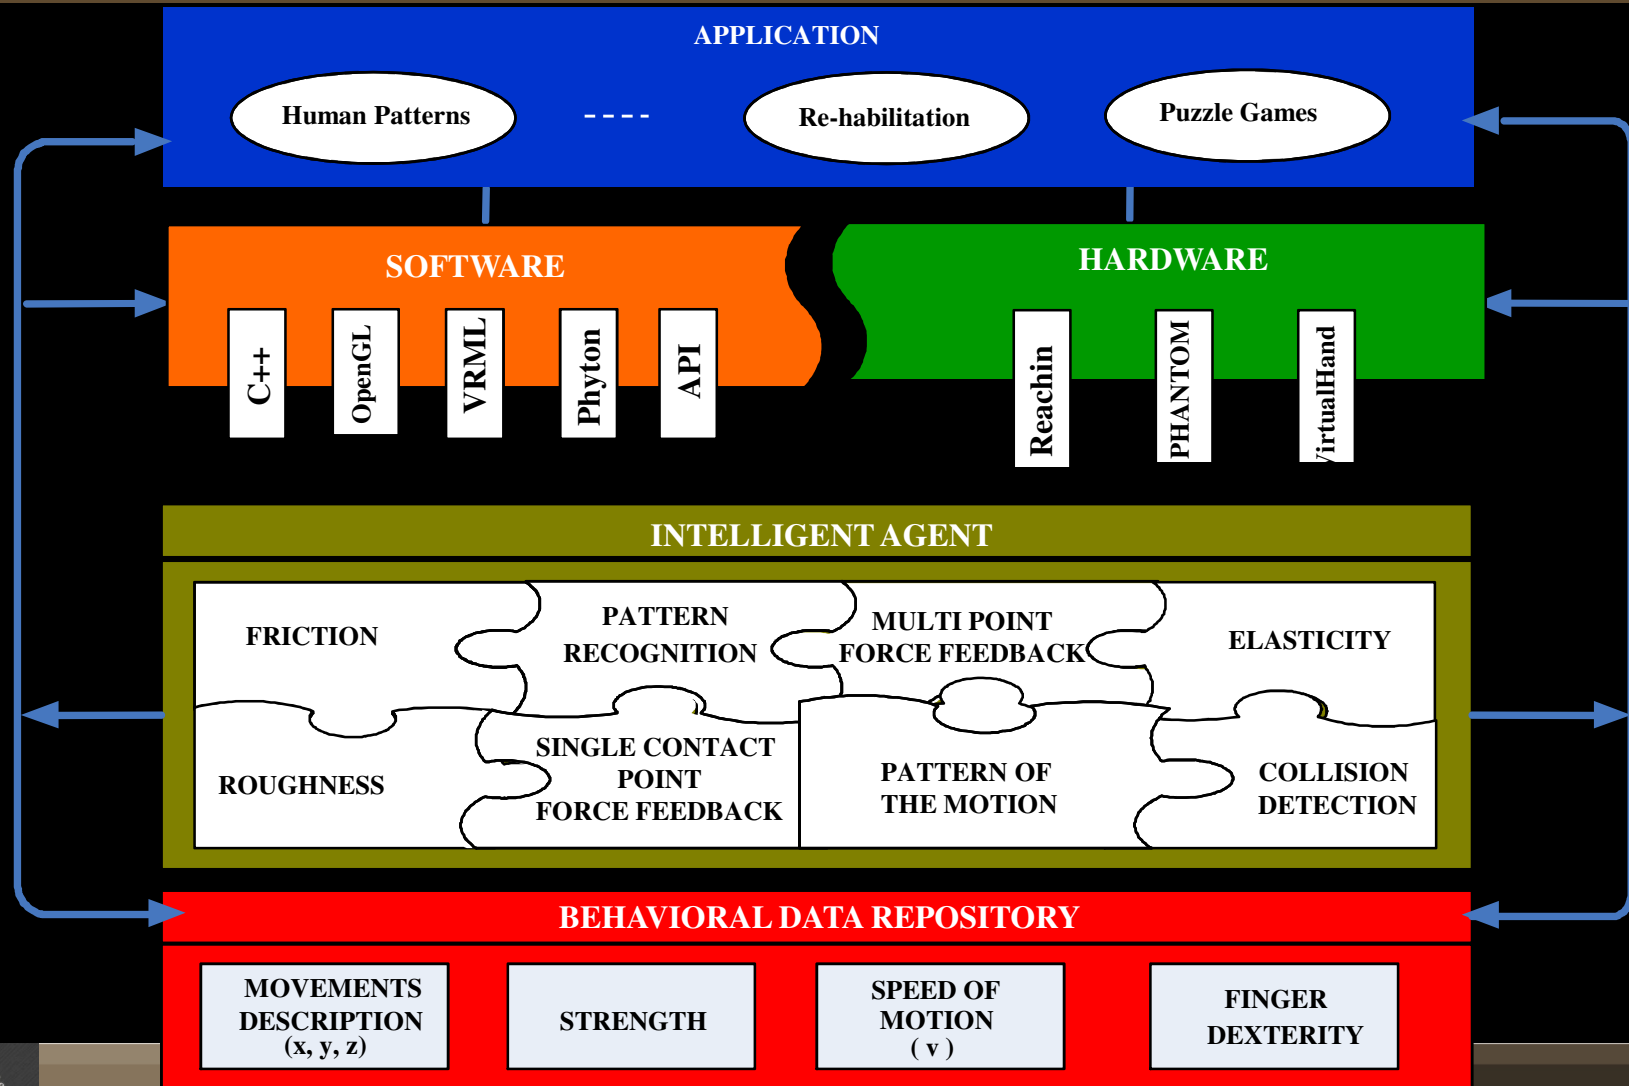 APPLICATION
Human Patterns
Re-habilitation
Puzzle Games
SOFTWARE
HARDWARE
C++
OpenGL
VRML
Phyton
API
Reachin
PHANTOM
VirtualHand
INTELLIGENT AGENT
FRICTION
PATTERN
RECOGNITION
MULTI POINT
FORCE FEEDBACK
ELASTICITY
ROUGHNESS
SINGLE CONTACT
POINT
FORCE FEEDBACK
PATTERN OF
THE MOTION
COLLISION
DETECTION
BEHAVIORAL DATA REPOSITORY
MOVEMENTS
DESCRIPTION
(x, y, z)
STRENGTH
SPEED OF
MOTION
( v )
FINGER
DEXTERITY